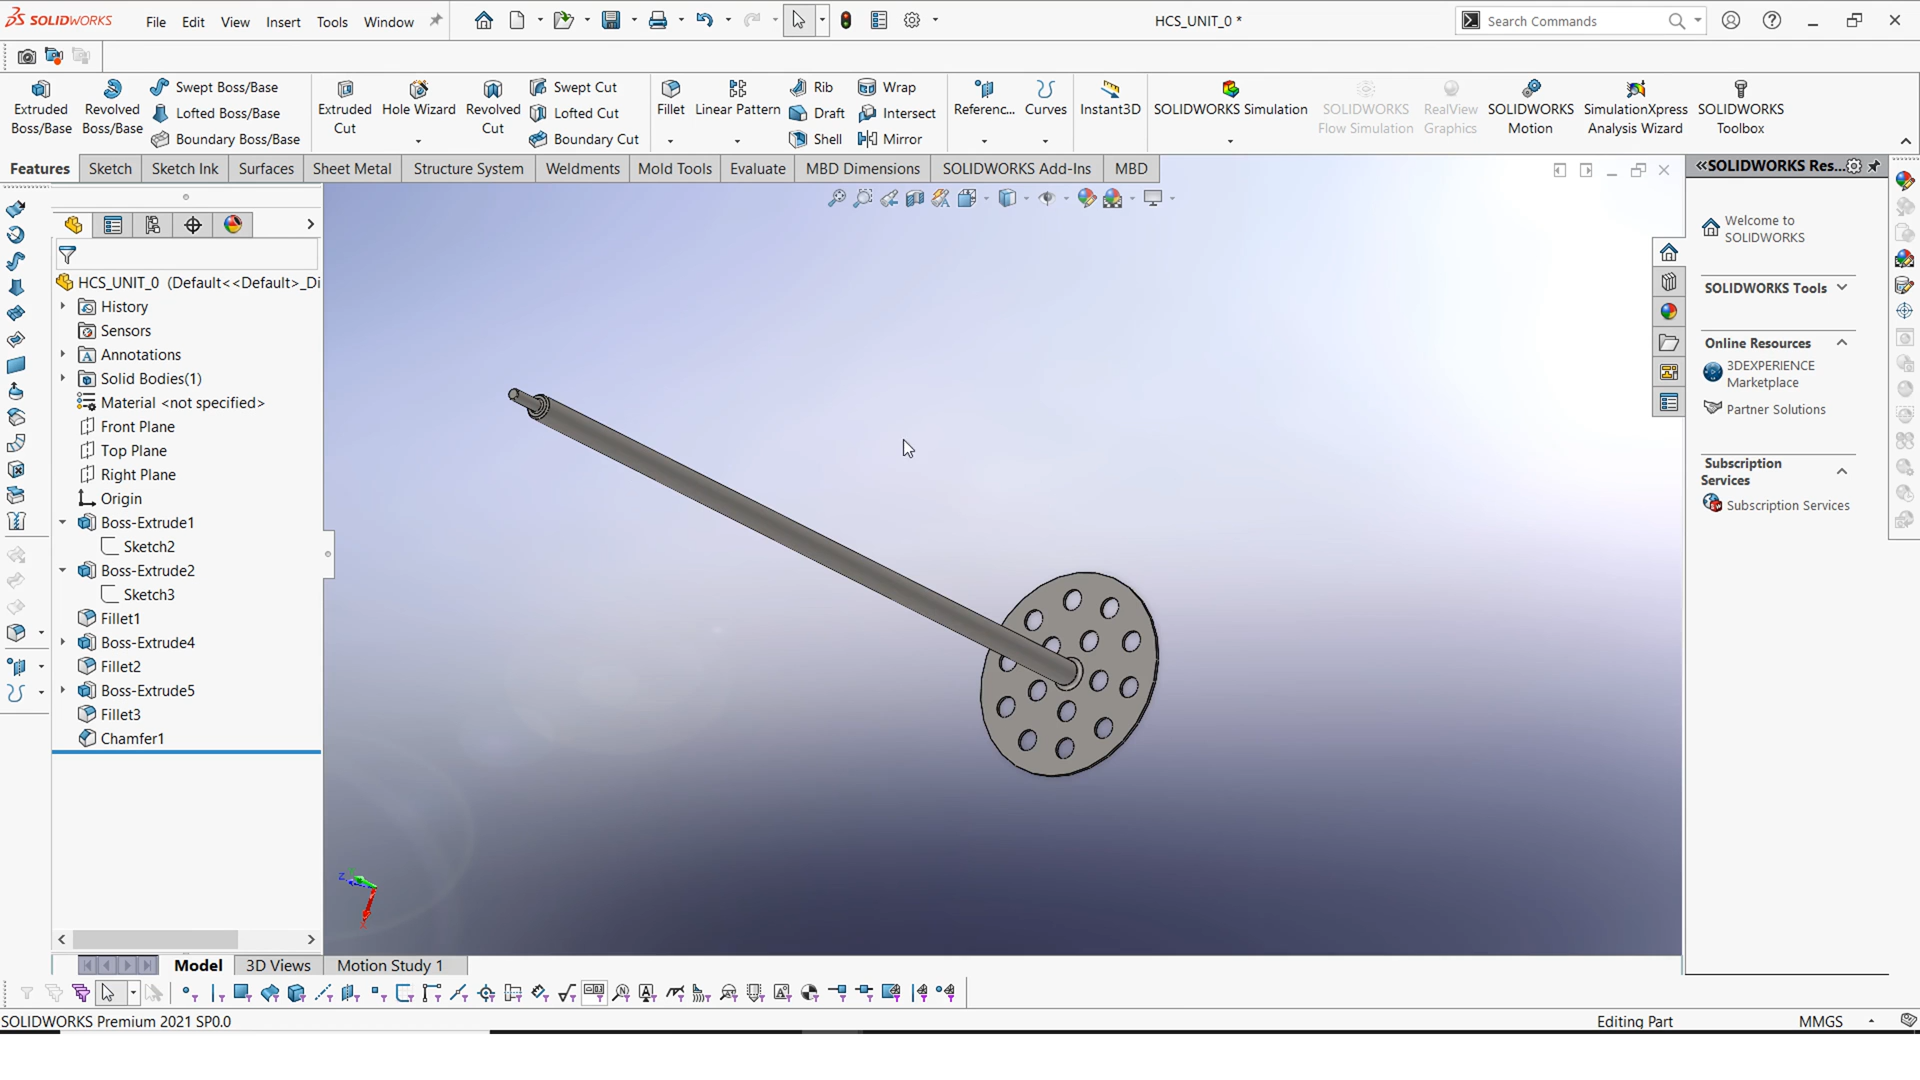 SOLIDWORKS File Edit View Insert Tools Window HCS_UNIT_0 * Search Commands
Extruded Boss/Base
Revolved Boss/Base
Swept Boss/Base
Lofted Boss/Base
Boundary Boss/Base
Extruded Cut
Hole Wizard
Revolved Cut
Swept Cut
Lofted Cut
Boundary Cut
Fillet
Linear Pattern
Rib
Draft
Shell
Wrap
Intersect
Mirror
Referenc...
Curves
Instant3D
SOLIDWORKS Simulation
SOLIDWORKS Flow Simulation
RealView Graphics
SOLIDWORKS Motion
SimulationXpress Analysis Wizard
SOLIDWORKS Toolbox
Features Sketch Sketch Ink Surfaces Sheet Metal Structure System Weldments Mold Tools Evaluate MBD Dimensions SOLIDWORKS Add-Ins MBD
HCS_UNIT_0 (Default<<Default>_Di
History
Sensors
Annotations
Solid Bodies(1)
Material <not specified>
Front Plane
Top Plane
Right Plane
Origin
Boss-Extrude1
Sketch2
Boss-Extrude2
Sketch3
Fillet1
Boss-Extrude4
Fillet2
Boss-Extrude5
Fillet3
Chamfer1
Z
X
«SOLIDWORKS Res...
Welcome to
SOLIDWORKS
SOLIDWORKS Tools
Online Resources
3DEXPERIENCE
Marketplace
Partner Solutions
Subscription
Services
Subscription Services
Model 3D Views Motion Study 1
SOLIDWORKS Premium 2021 SP0.0 Editing Part MMGS